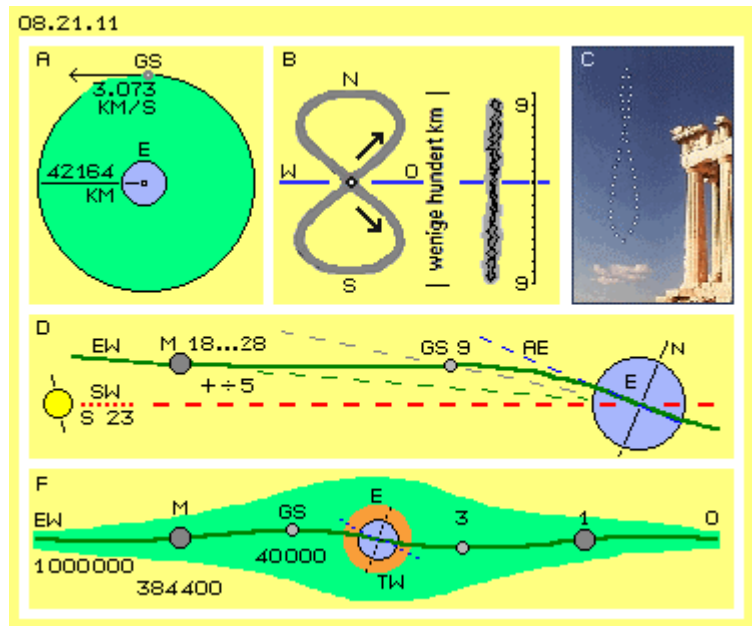 08.21.11
A
GS
3.073
KM/S
E
42164
KM
B
N
W
O
S
wenige hundert km
9
9
C
D
EW
M 18...28
GS 9
AE
N
+÷5
E
SW
S 23
F
EW
M
GS
E
3
1
0
1000000
384400
40000
TW